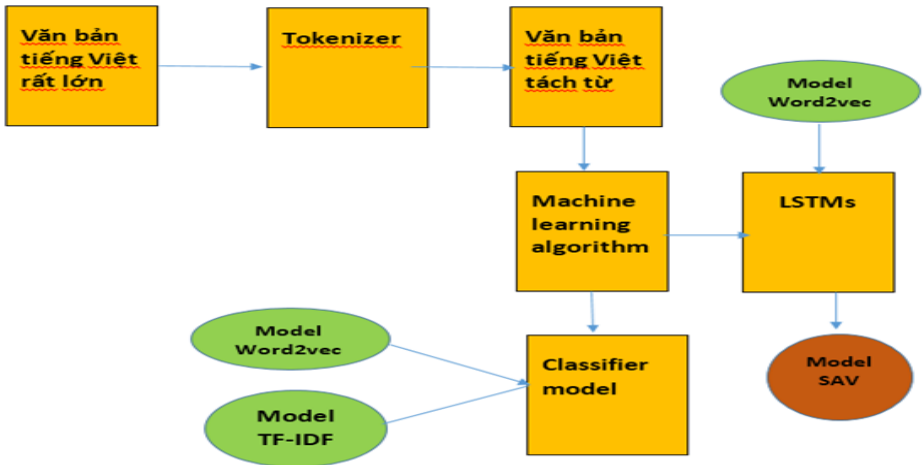 Văn bản
tiếng Việt
rất lớn
Tokenizer
Văn bản
tiếng Việt
tách từ
Model
Word2vec
Machine
learning
algorithm
LSTMs
Model
Word2vec
Classifier
model
Model
SAV
Model
TF-IDF